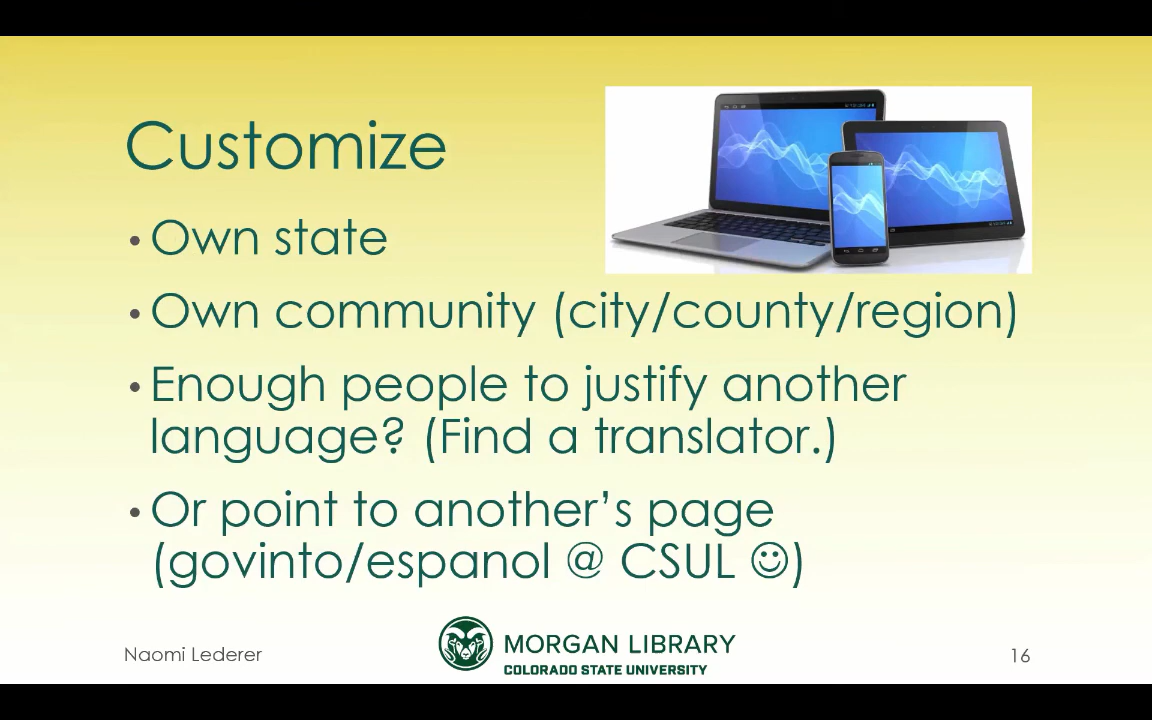 Customize
• Own state
• Own community (city/county/region)
• Enough people to justify another
language? (Find a translator.)
• Or point to another’s page
(govinto/espanol @ CSUL ☺)
Naomi Lederer
MORGAN LIBRARY
COLORADO STATE UNIVERSITY
16